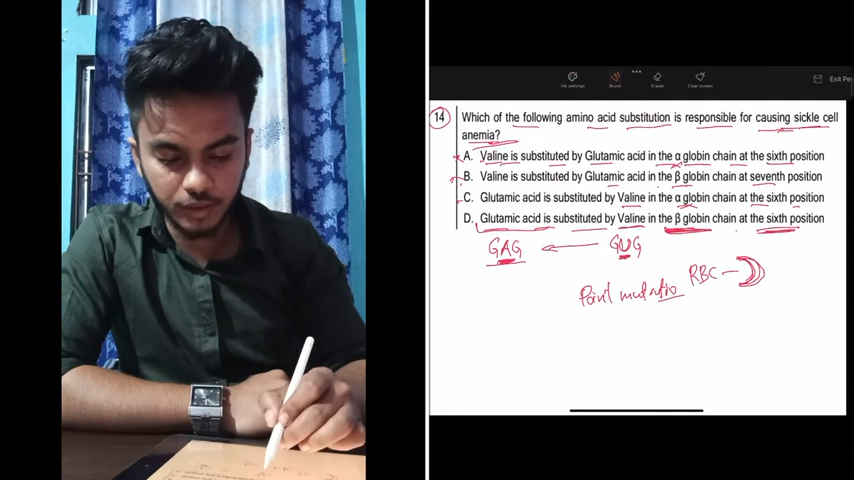 Ink settings
Brush
Eraser
Clear screen
Exit Pe
14
Which of the following amino acid substitution is responsible for causing sickle cell
anemia?
A. Valine is substituted by Glutamic acid in the α globin chain at the sixth position
B. Valine is substituted by Glutamic acid in the β globin chain at seventh position
C. Glutamic acid is substituted by Valine in the α globin chain at the sixth position
D. Glutamic acid is substituted by Valine in the β globin chain at the sixth position
GAG ← GUG
Point mutatio RBC –